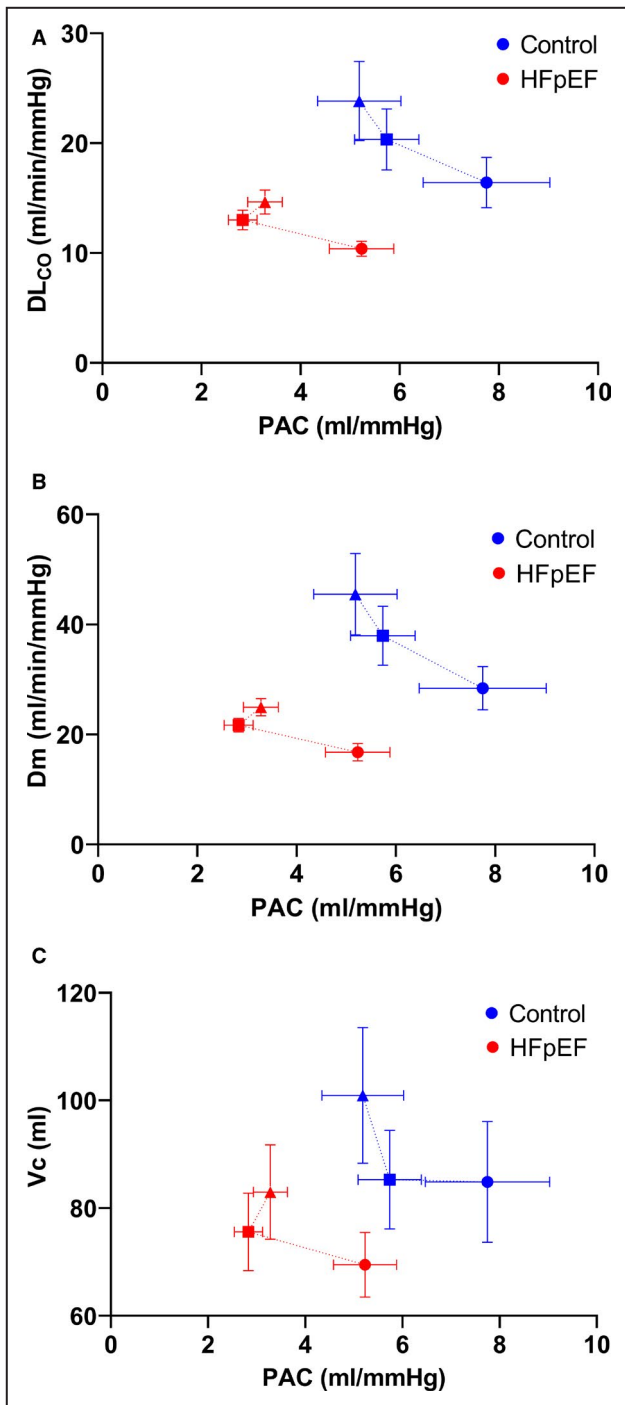 A
30
20
10
0
DLCO (ml/min/mmHg)
Control
HFpEF
0 2 4 6 8 10
PAC (ml/mmHg)
B
60
40
20
0
Dm (ml/min/mmHg)
Control
HFpEF
0 2 4 6 8 10
PAC (ml/mmHg)
C
120
100
80
60
Vc (ml)
Control
HFpEF
0 2 4 6 8 10
PAC (ml/mmHg)